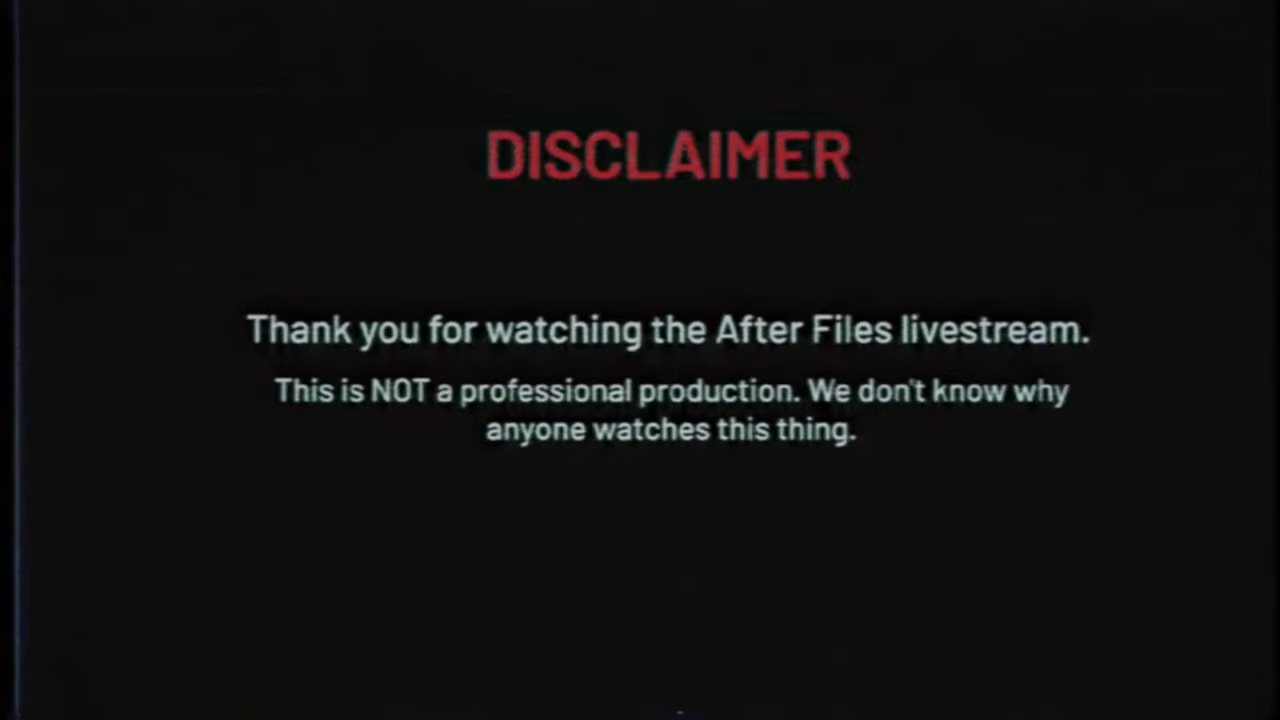 DISCLAIMER
Thank you for watching the After Files livestream.
This is NOT a professional production. We don't know why
anyone watches this thing.